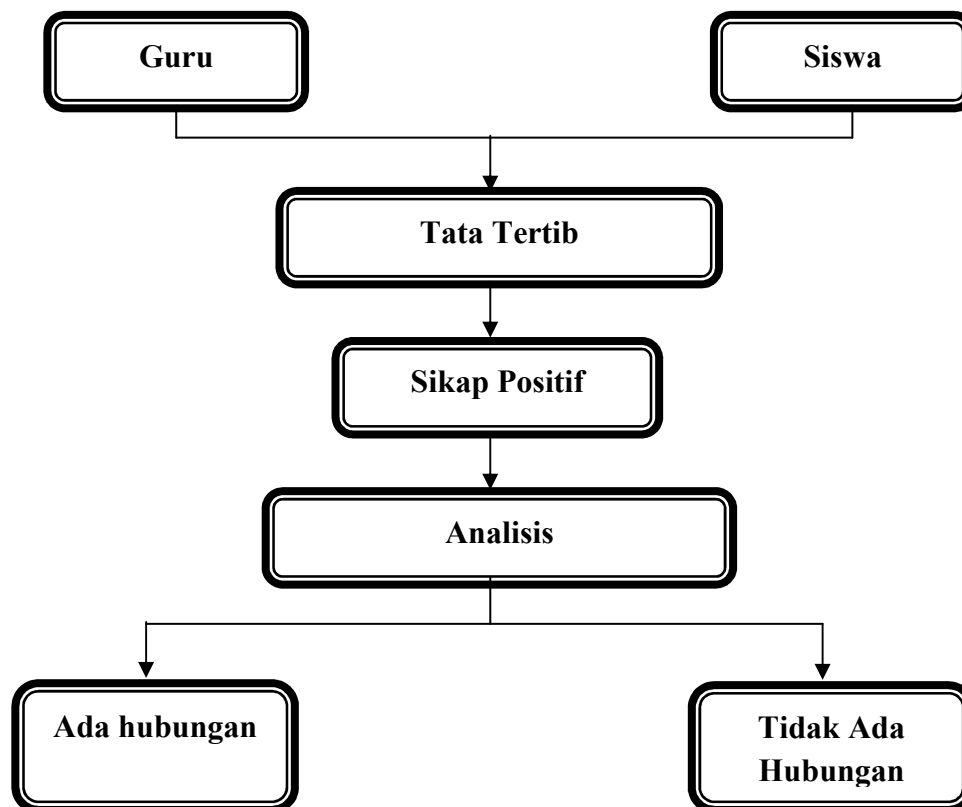 Guru
Siswa
Tata Tertib
Sikap Positif
Analisis
Ada hubungan
Tidak Ada
Hubungan